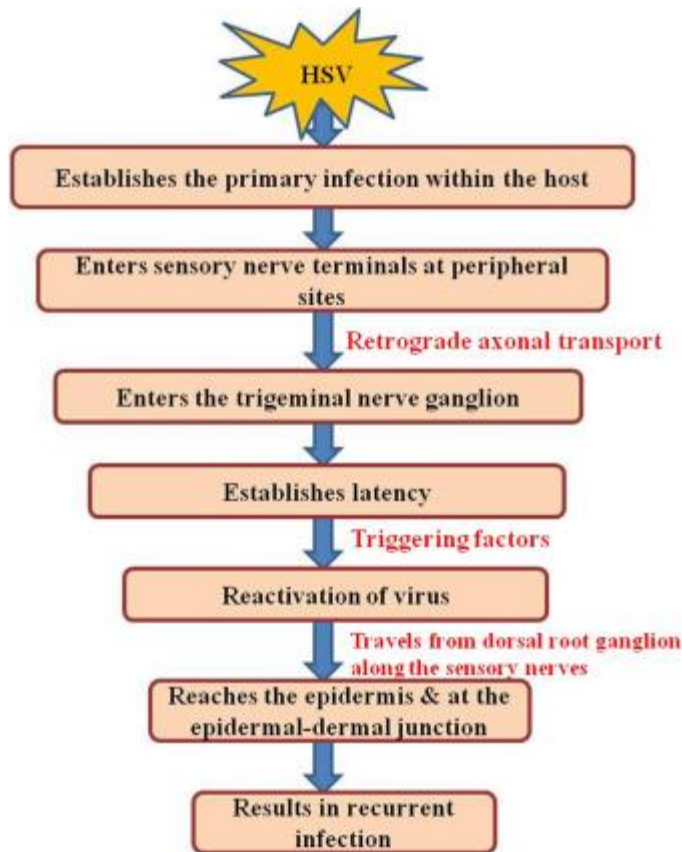 HSV
Establishes the primary infection within the host
Enters sensory nerve terminals at peripheral
sites
Retrograde axonal transport
Enters the trigeminal nerve ganglion
Establishes latency
Triggering factors
Reactivation of virus
Travels from dorsal root ganglion
along the sensory nerves
Reaches the epidermis & at the
epidermal-dermal junction
Results in recurrent
infection